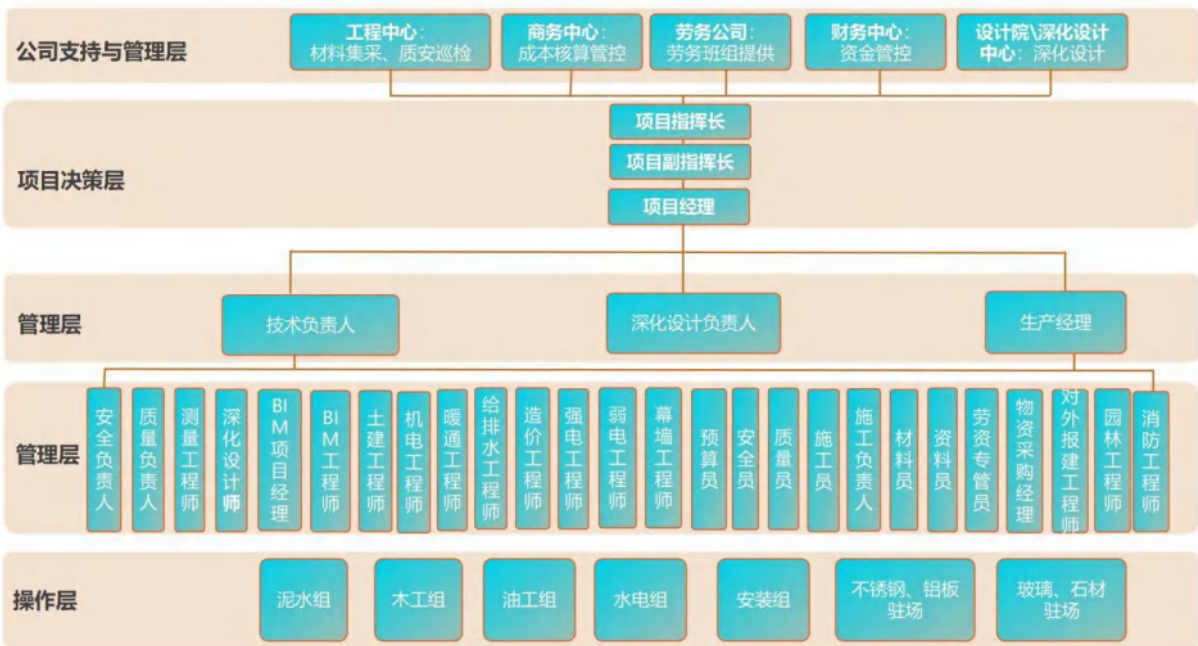 公司支持与管理层
工程中心：
材料集采、质安巡检
商务中心：
成本核算管控
劳务公司：
劳务班组提供
财务中心：
资金管控
设计院\深化设计
中心：深化设计
项目决策层
项目指挥长
项目副指挥长
项目经理
管理层
技术负责人
深化设计负责人
生产经理
管理层
安全负责人
质量负责人
测量工程师
深化设计师
BIM项目经理
BIM工程师
土建工程师
机电工程师
暖通工程师
给排水工程师
造价工程师
强电工程师
弱电工程师
幕墙工程师
预算员
安全员
质量员
施工员
施工负责人
材料员
资料员
劳资专管员
物资采购经理
对外报建工程师
园林工程师
消防工程师
操作层
泥水组
木工组
油工组
水电组
安装组
不锈钢、铝板
驻场
玻璃、石材
驻场